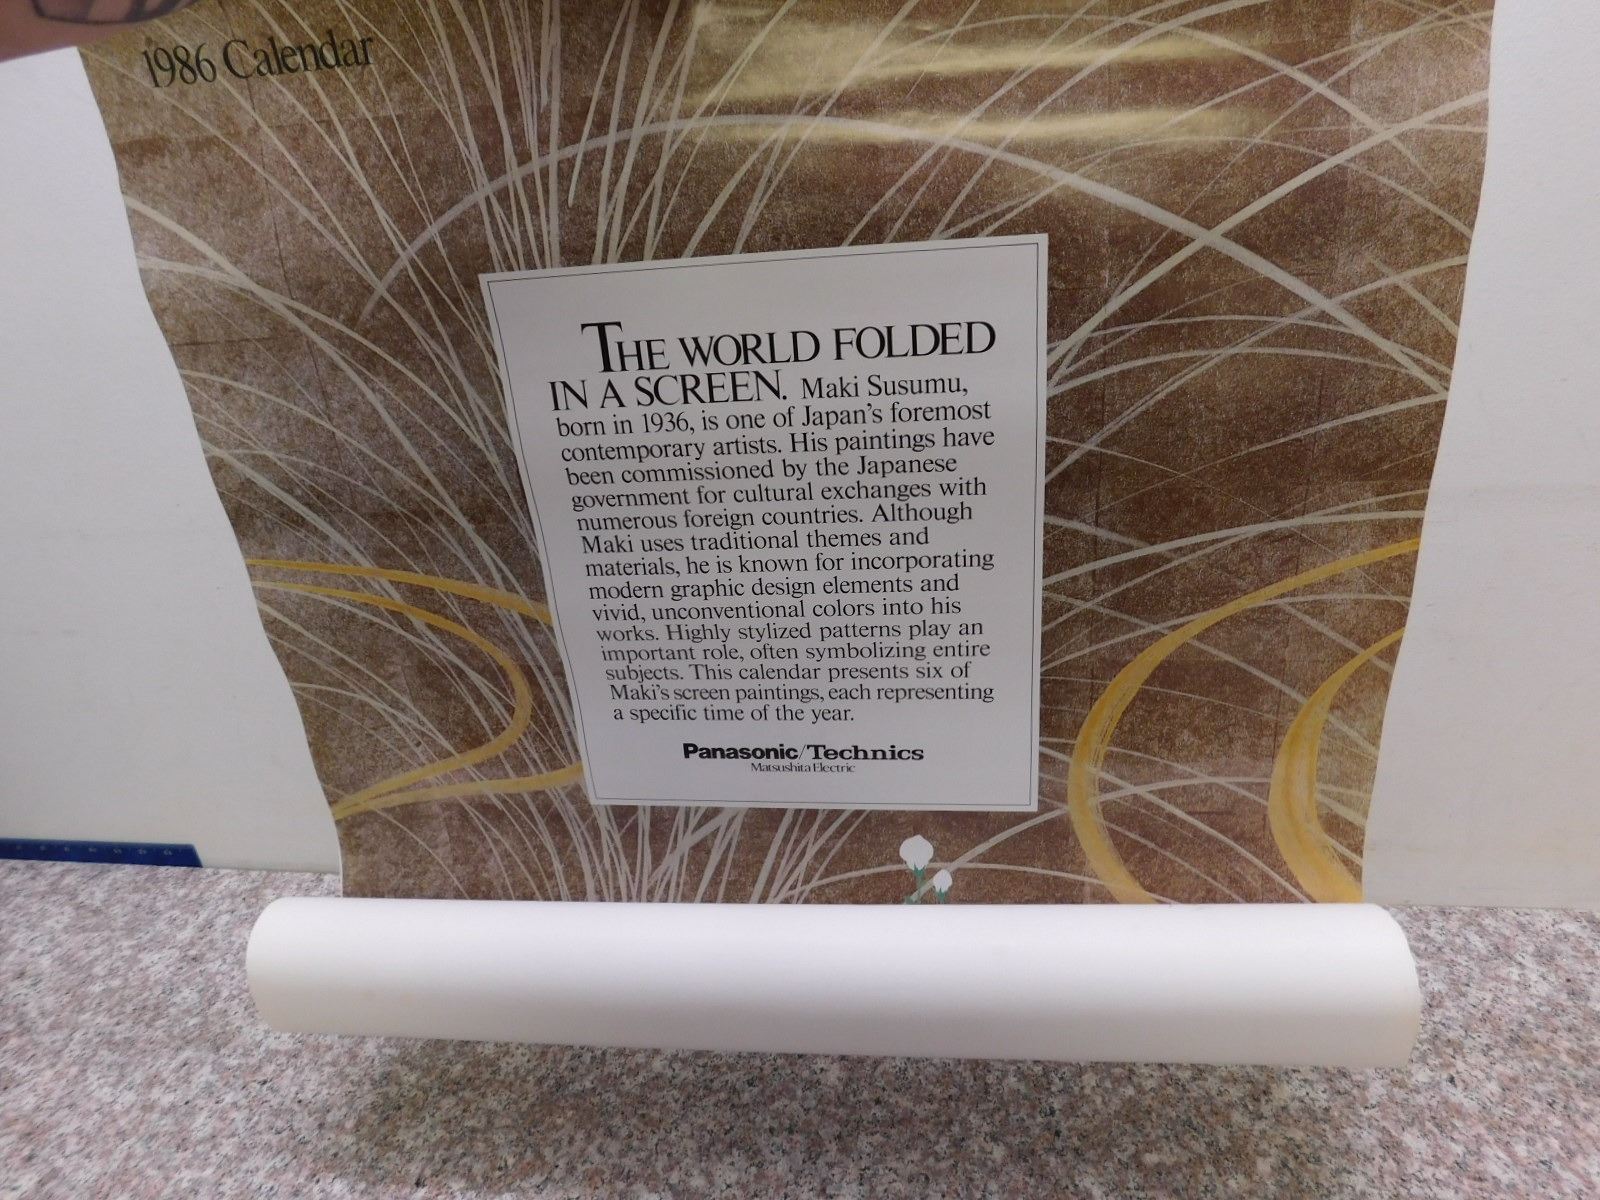 1986 Calendar
THE WORLD FOLDED
IN A SCREEN. Maki Susumu,
born in 1936, is one of Japan's foremost
contemporary artists. His paintings have
been commissioned by the Japanese
government for cultural exchanges with
numerous foreign countries. Although
Maki uses traditional themes and
materials, he is known for incorporating
modern graphic design elements and
vivid, unconventional colors into his
works. Highly stylized patterns play an
important role, often symbolizing entire
subjects. This calendar presents six of
Maki's screen paintings, each representing
a specific time of the year.
Panasonic/Technics
Matsushita Electric